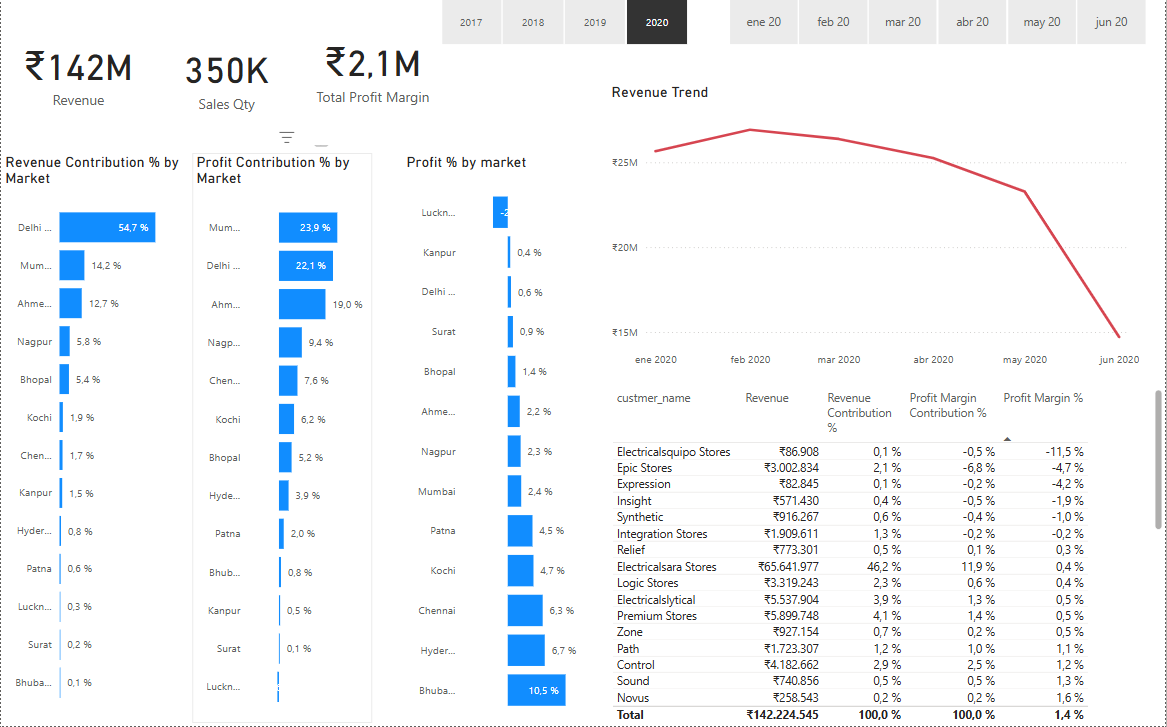 2017 2018 2019 2020 ene 20 feb 20 mar 20 abr 20 may 20 jun 20
₹142M
Revenue
350K
Sales Qty
₹2,1M
Total Profit Margin
Revenue Contribution % by
Market
Delhi ... 54,7 %
Mum... 14,2 %
Ahme... 12,7 %
Nagpur 5,8 %
Bhopal 5,4 %
Kochi 1,9 %
Chen... 1,7 %
Kanpur 1,5 %
Hyder... 0,8 %
Patna 0,6 %
Luckn... 0,3 %
Surat 0,2 %
Bhuba... 0,1 %
Profit Contribution % by
Market
Mum... 23,9 %
Delhi ... 22,1 %
Ahm... 19,0 %
Nagp... 9,4 %
Chen... 7,6 %
Kochi 6,2 %
Bhopal 5,2 %
Hyde... 3,9 %
Patna 2,0 %
Bhub... 0,8 %
Kanpur 0,5 %
Surat 0,1 %
Luckn...
Profit % by market
Luckn...
Kanpur 0,4 %
Delhi ... 0,6 %
Surat 0,9 %
Bhopal 1,4 %
Ahme... 2,2 %
Nagpur 2,3 %
Mumbai 2,4 %
Patna 4,5 %
Kochi 4,7 %
Chennai 6,3 %
Hyder... 6,7 %
Bhuba... 10,5 %
Revenue Trend
₹25M
₹20M
₹15M
ene 2020 feb 2020 mar 2020 abr 2020 may 2020 jun 2020
custmer_name Revenue Revenue Contribution % Profit Margin Contribution % Profit Margin %
Electricalsquipo Stores ₹86.908 0,1 % -0,5 % -11,5 %
Epic Stores ₹3.002.834 2,1 % -6,8 % -4,7 %
Expression ₹82.845 0,1 % -0,2 % -4,2 %
Insight ₹571.430 0,4 % -0,5 % -1,9 %
Synthetic ₹916.267 0,6 % -0,4 % -1,0 %
Integration Stores ₹1.909.611 1,3 % -0,2 % -0,2 %
Relief ₹773.301 0,5 % 0,1 % 0,3 %
Electricalsara Stores ₹65.641.977 46,2 % 11,9 % 0,4 %
Logic Stores ₹3.319.243 2,3 % 0,6 % 0,4 %
Electricalslytical ₹5.537.904 3,9 % 1,3 % 0,5 %
Premium Stores ₹5.899.748 4,1 % 1,4 % 0,5 %
Zone ₹927.154 0,7 % 0,2 % 0,5 %
Path ₹1.723.307 1,2 % 1,0 % 1,1 %
Control ₹4.182.662 2,9 % 2,5 % 1,2 %
Sound ₹740.856 0,5 % 0,5 % 1,3 %
Novus ₹258.543 0,2 % 0,2 % 1,6 %
Total ₹142.224.545 100,0 % 100,0 % 1,4 %